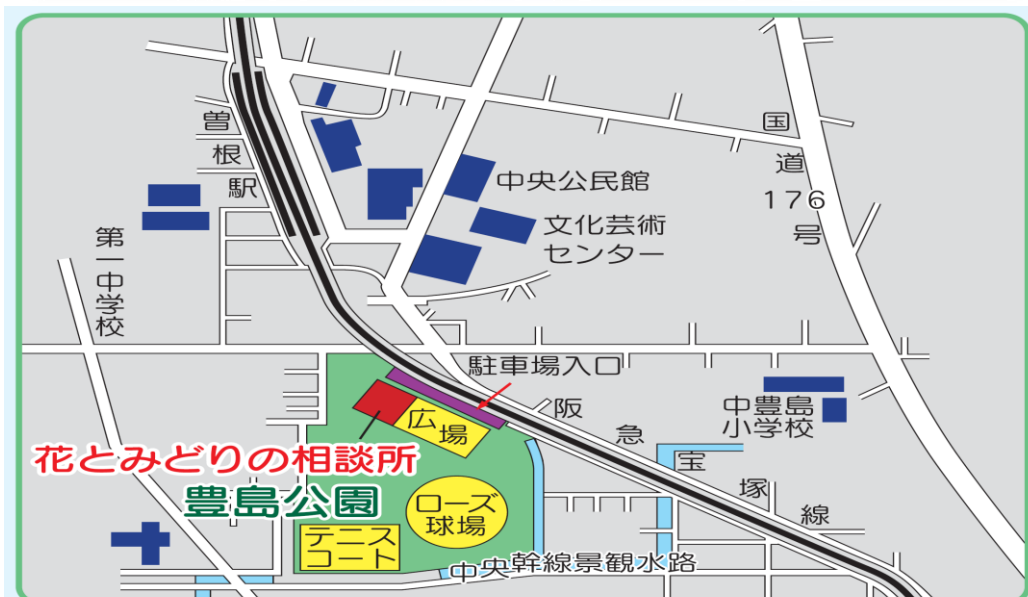 曽根駅
国道176号
中央公民館
文化芸術
センター
第一中学校
駐車場入口
阪急宝塚線
中豊島
小学校
広場
花とみどりの相談所
豊島公園
ローズ
球場
テニス
コート
中央幹線景観水路